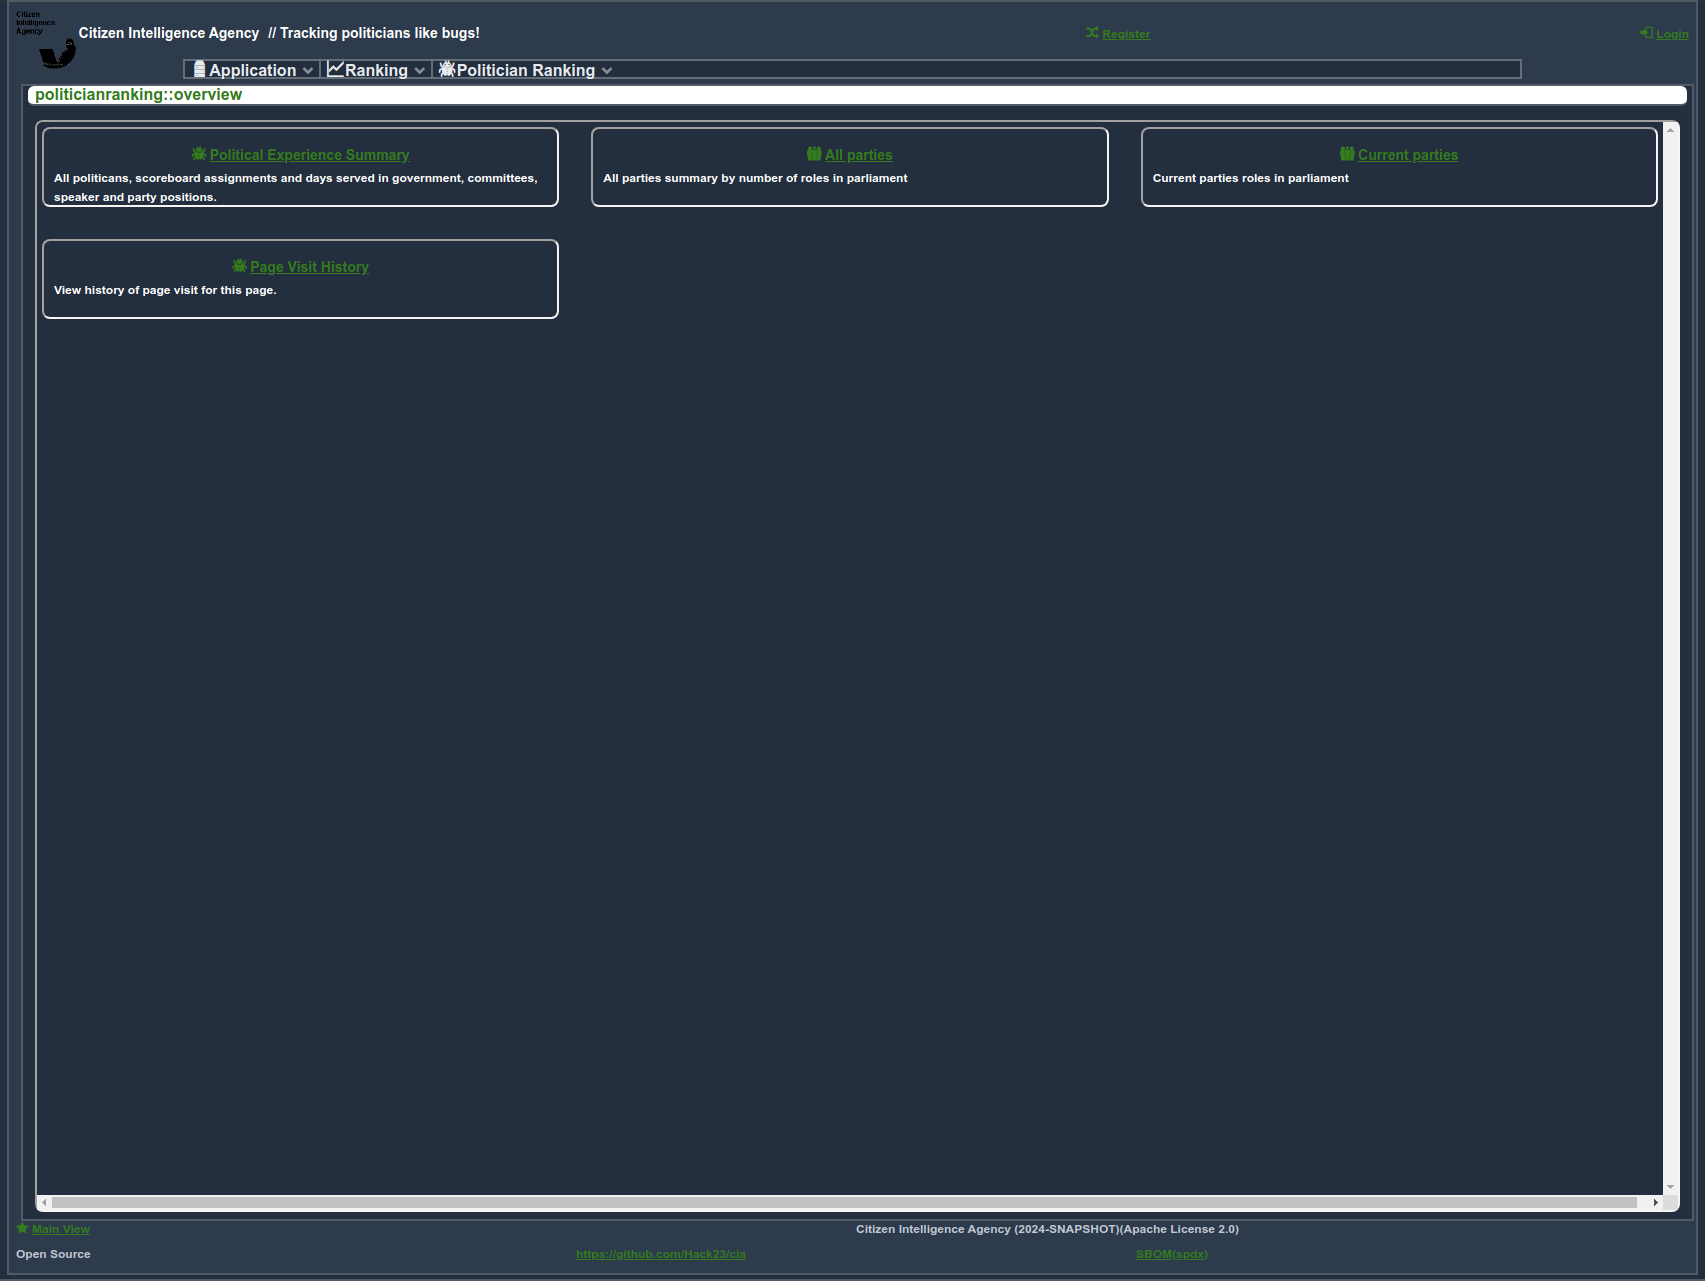 Citizen
Intelligence
Agency
Citizen Intelligence Agency // Tracking politicians like bugs!
Register
Login
Application
Ranking
Politician Ranking
politicianranking::overview
Political Experience Summary
All politicans, scoreboard assignments and days served in government, committees,
speaker and party positions.
All parties
All parties summary by number of roles in parliament
Current parties
Current parties roles in parliament
Page Visit History
View history of page visit for this page.
Main View
Citizen Intelligence Agency (2024-SNAPSHOT)(Apache License 2.0)
Open Source
https://github.com/Hack23/cia
SBOM(spdx)